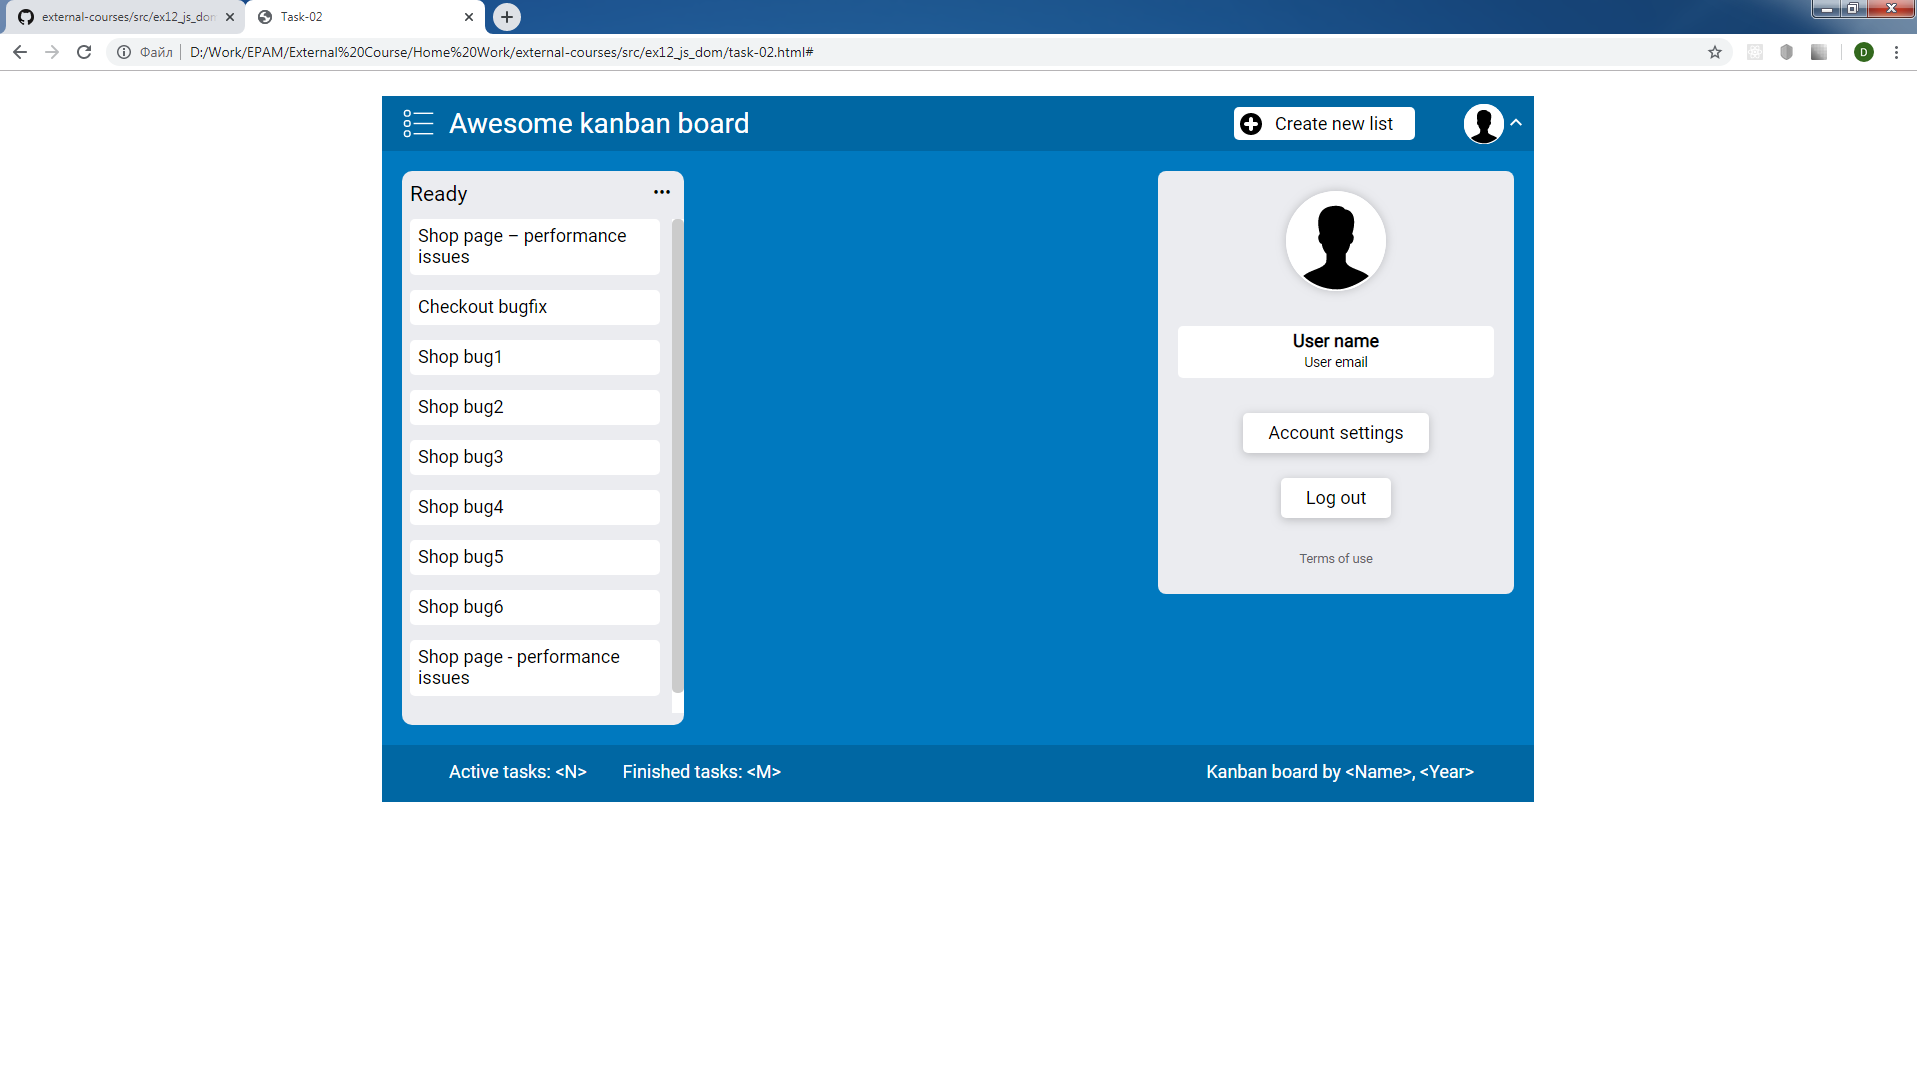 external-courses/src/ex12_js_dom
Task-02
Файл
D:/Work/EPAM/External%20Course/Home%20Work/external-courses/src/ex12_js_dom/task-02.html#
D
Awesome kanban board
Create new list
Ready
Shop page – performance
issues
Checkout bugfix
Shop bug1
Shop bug2
Shop bug3
Shop bug4
Shop bug5
Shop bug6
Shop page - performance
issues
User name
User email
Account settings
Log out
Terms of use
Active tasks: <N>
Finished tasks: <M>
Kanban board by <Name>, <Year>